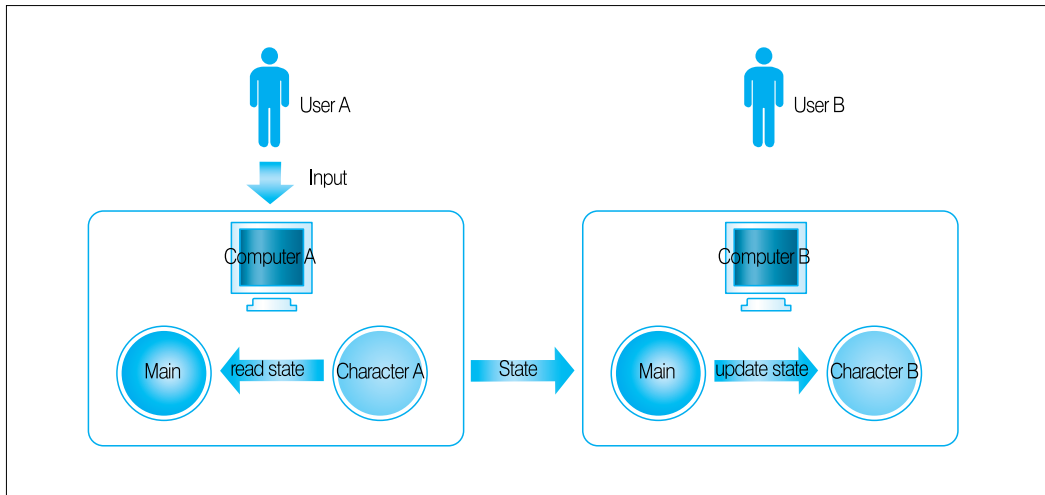 User A
User B
Input
Computer A
Computer B
Main
read state
Character A
State
Main
update state
Character B